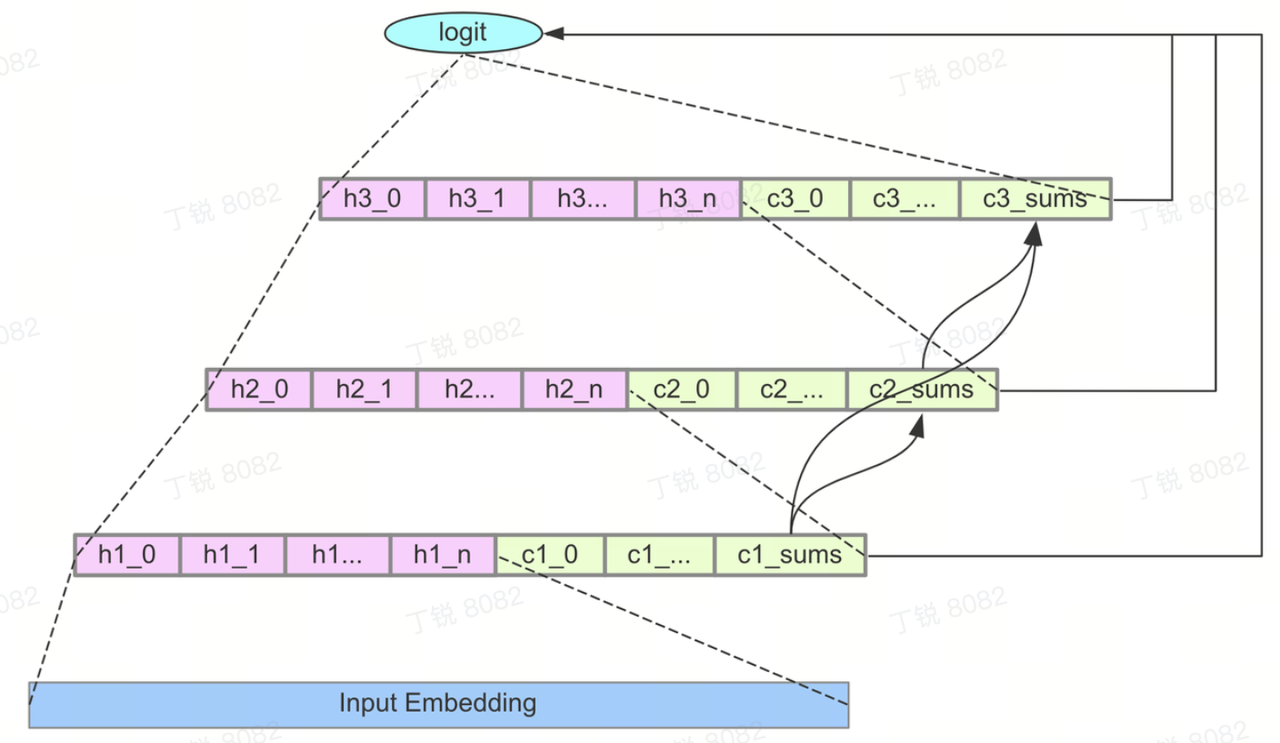 logit
h3_0 h3_1 h3... h3_n c3_0 c3_... c3_sums
h2_0 h2_1 h2... h2_n c2_0 c2_... c2_sums
h1_0 h1_1 h1... h1_n c1_0 c1_... c1_sums
Input Embedding
丁锐 8082